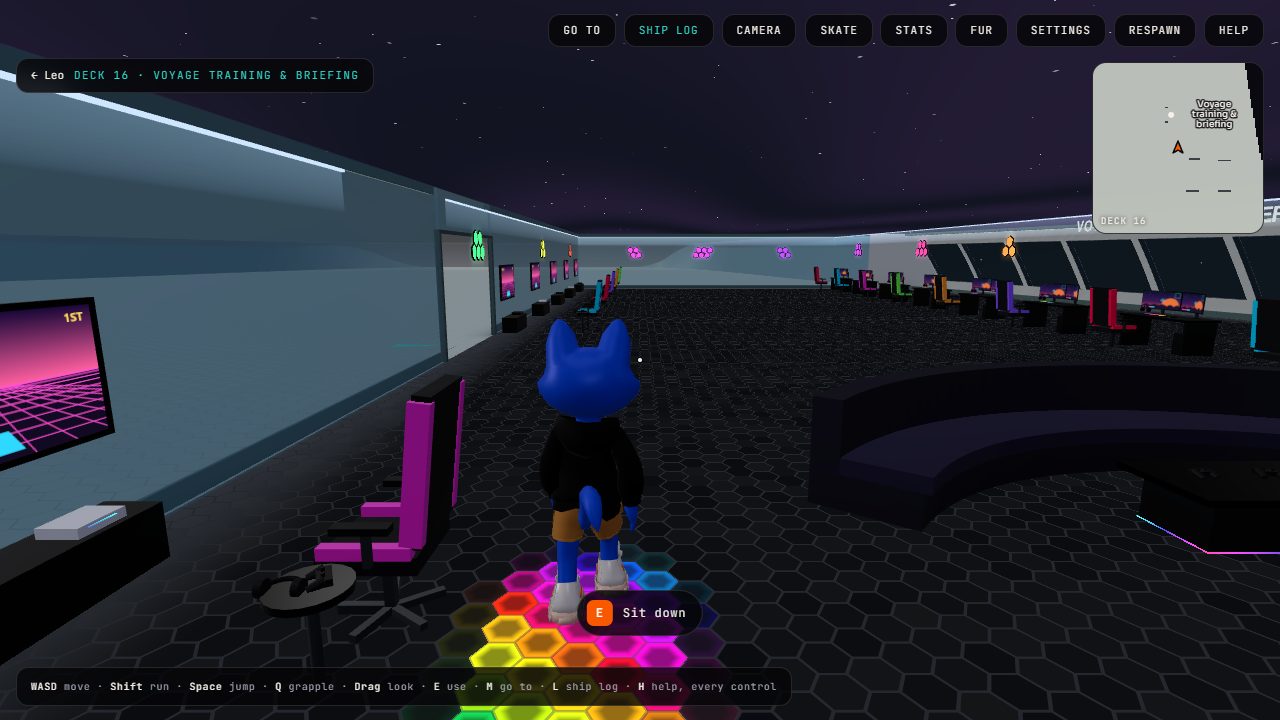 GO TO
SHIP LOG
CAMERA
SKATE
STATS
FUR
SETTINGS
RESPAWN
HELP
← Leo DECK 16 · VOYAGE TRAINING & BRIEFING
Voyage
training &
briefing
DECK 16
1ST
E Sit down
WASD move · Shift run · Space jump · Q grapple · Drag look · E use · M go to · L ship log · H help, every control